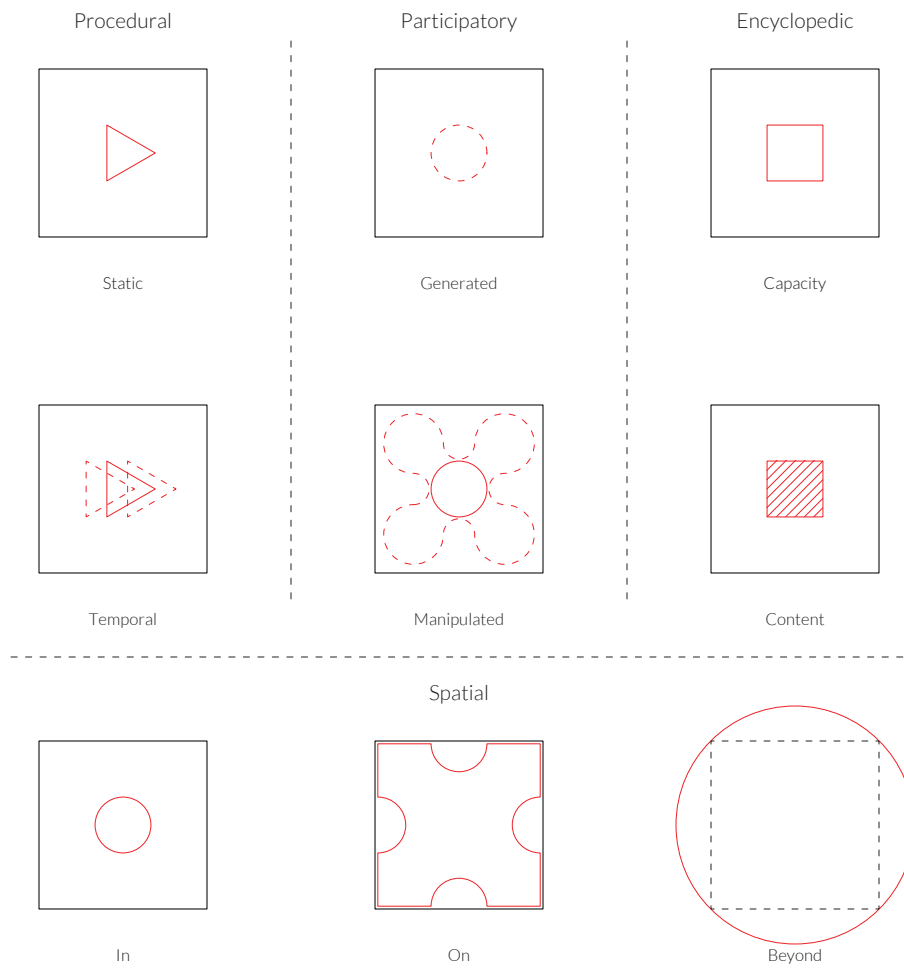 Procedural
Participatory
Encyclopedic
Static
Generated
Capacity
Temporal
Manipulated
Content
Spatial
In
On
Beyond